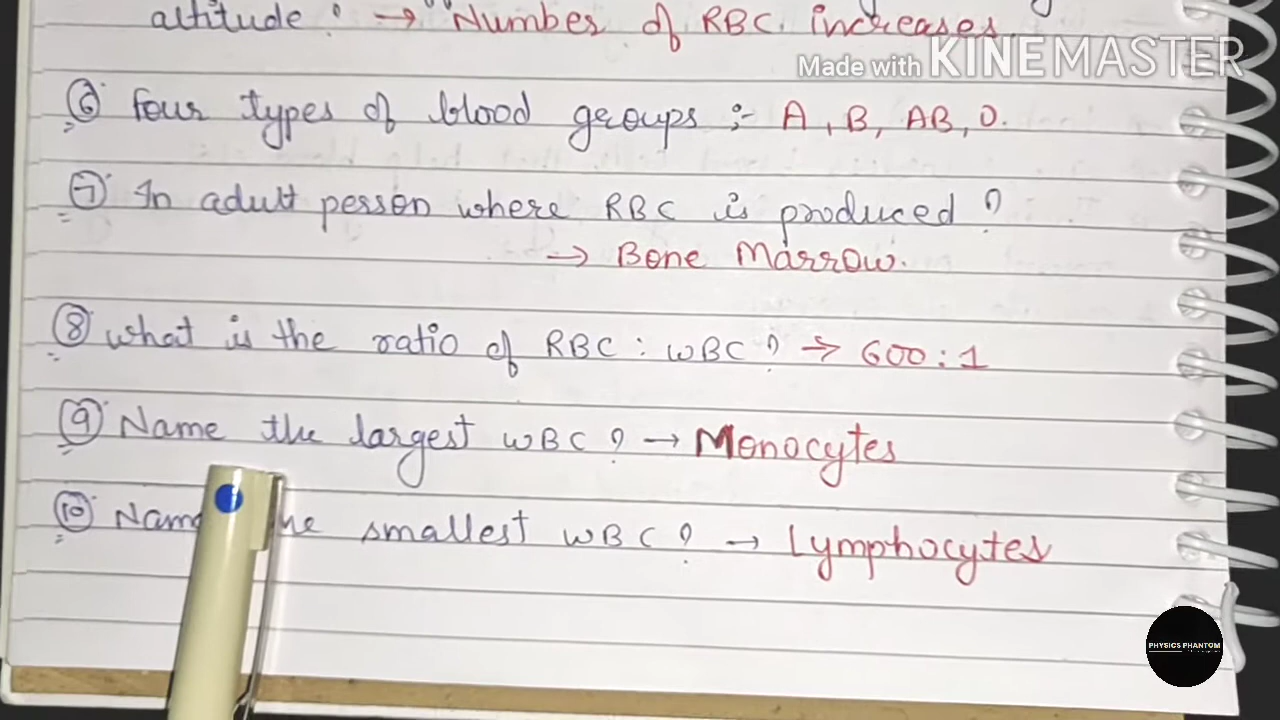 altitude? → Number of RBC increases.
Made with KINEMASTER
⑥ Four types of blood groups :- A, B, AB, O.
⑦ In adult person where RBC is produced?
→ Bone Marrow.
⑧ What is the ratio of RBC : WBC? → 600 : 1
⑨ Name the largest WBC? → Monocytes
⑩ Name the smallest WBC? → Lymphocytes
PHYSICS PHANTOM